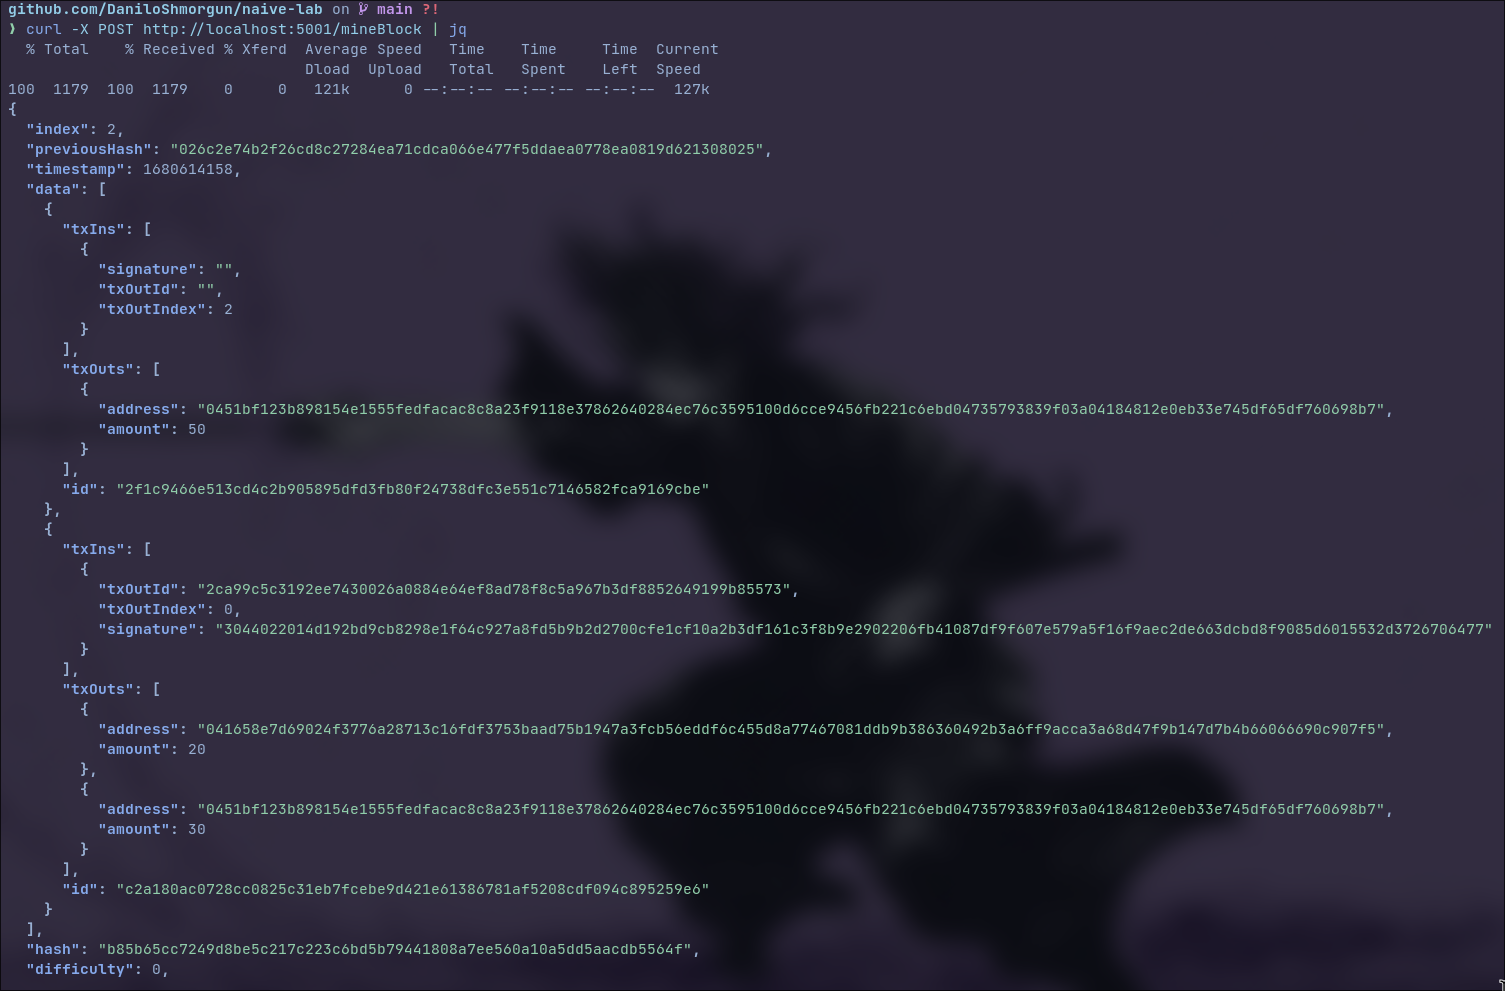 github.com/DaniloShmorgun/naive-lab on main ?!
❱ curl -X POST http://localhost:5001/mineBlock | jq
  % Total    % Received % Xferd  Average Speed   Time    Time     Time  Current
                                 Dload  Upload   Total   Spent    Left  Speed
100  1179  100  1179    0     0   121k      0 --:--:-- --:--:-- --:--:--  127k
{
  "index": 2,
  "previousHash": "026c2e74b2f26cd8c27284ea71cdca066e477f5ddaea0778ea0819d621308025",
  "timestamp": 1680614158,
  "data": [
    {
      "txIns": [
        {
          "signature": "",
          "txOutId": "",
          "txOutIndex": 2
        }
      ],
      "txOuts": [
        {
          "address": "0451bf123b898154e1555fedfacac8c8a23f9118e37862640284ec76c3595100d6cce9456fb221c6ebd04735793839f03a04184812e0eb33e745df65df760698b7",
          "amount": 50
        }
      ],
      "id": "2f1c9466e513cd4c2b905895dfd3fb80f24738dfc3e551c7146582fca9169cbe"
    },
    {
      "txIns": [
        {
          "txOutId": "2ca99c5c3192ee7430026a0884e64ef8ad78f8c5a967b3df8852649199b85573",
          "txOutIndex": 0,
          "signature": "3044022014d192bd9cb8298e1f64c927a8fd5b9b2d2700cfe1cf10a2b3df161c3f8b9e2902206fb41087df9f607e579a5f16f9aec2de663dcbd8f9085d6015532d3726706477"
        }
      ],
      "txOuts": [
        {
          "address": "041658e7d69024f3776a28713c16fdf3753baad75b1947a3fcb56eddf6c455d8a77467081ddb9b386360492b3a6ff9acca3a68d47f9b147d7b4b66066690c907f5",
          "amount": 20
        },
        {
          "address": "0451bf123b898154e1555fedfacac8c8a23f9118e37862640284ec76c3595100d6cce9456fb221c6ebd04735793839f03a04184812e0eb33e745df65df760698b7",
          "amount": 30
        }
      ],
      "id": "c2a180ac0728cc0825c31eb7fcebe9d421e61386781af5208cdf094c895259e6"
    }
  ],
  "hash": "b85b65cc7249d8be5c217c223c6bd5b79441808a7ee560a10a5dd5aacdb5564f",
  "difficulty": 0,